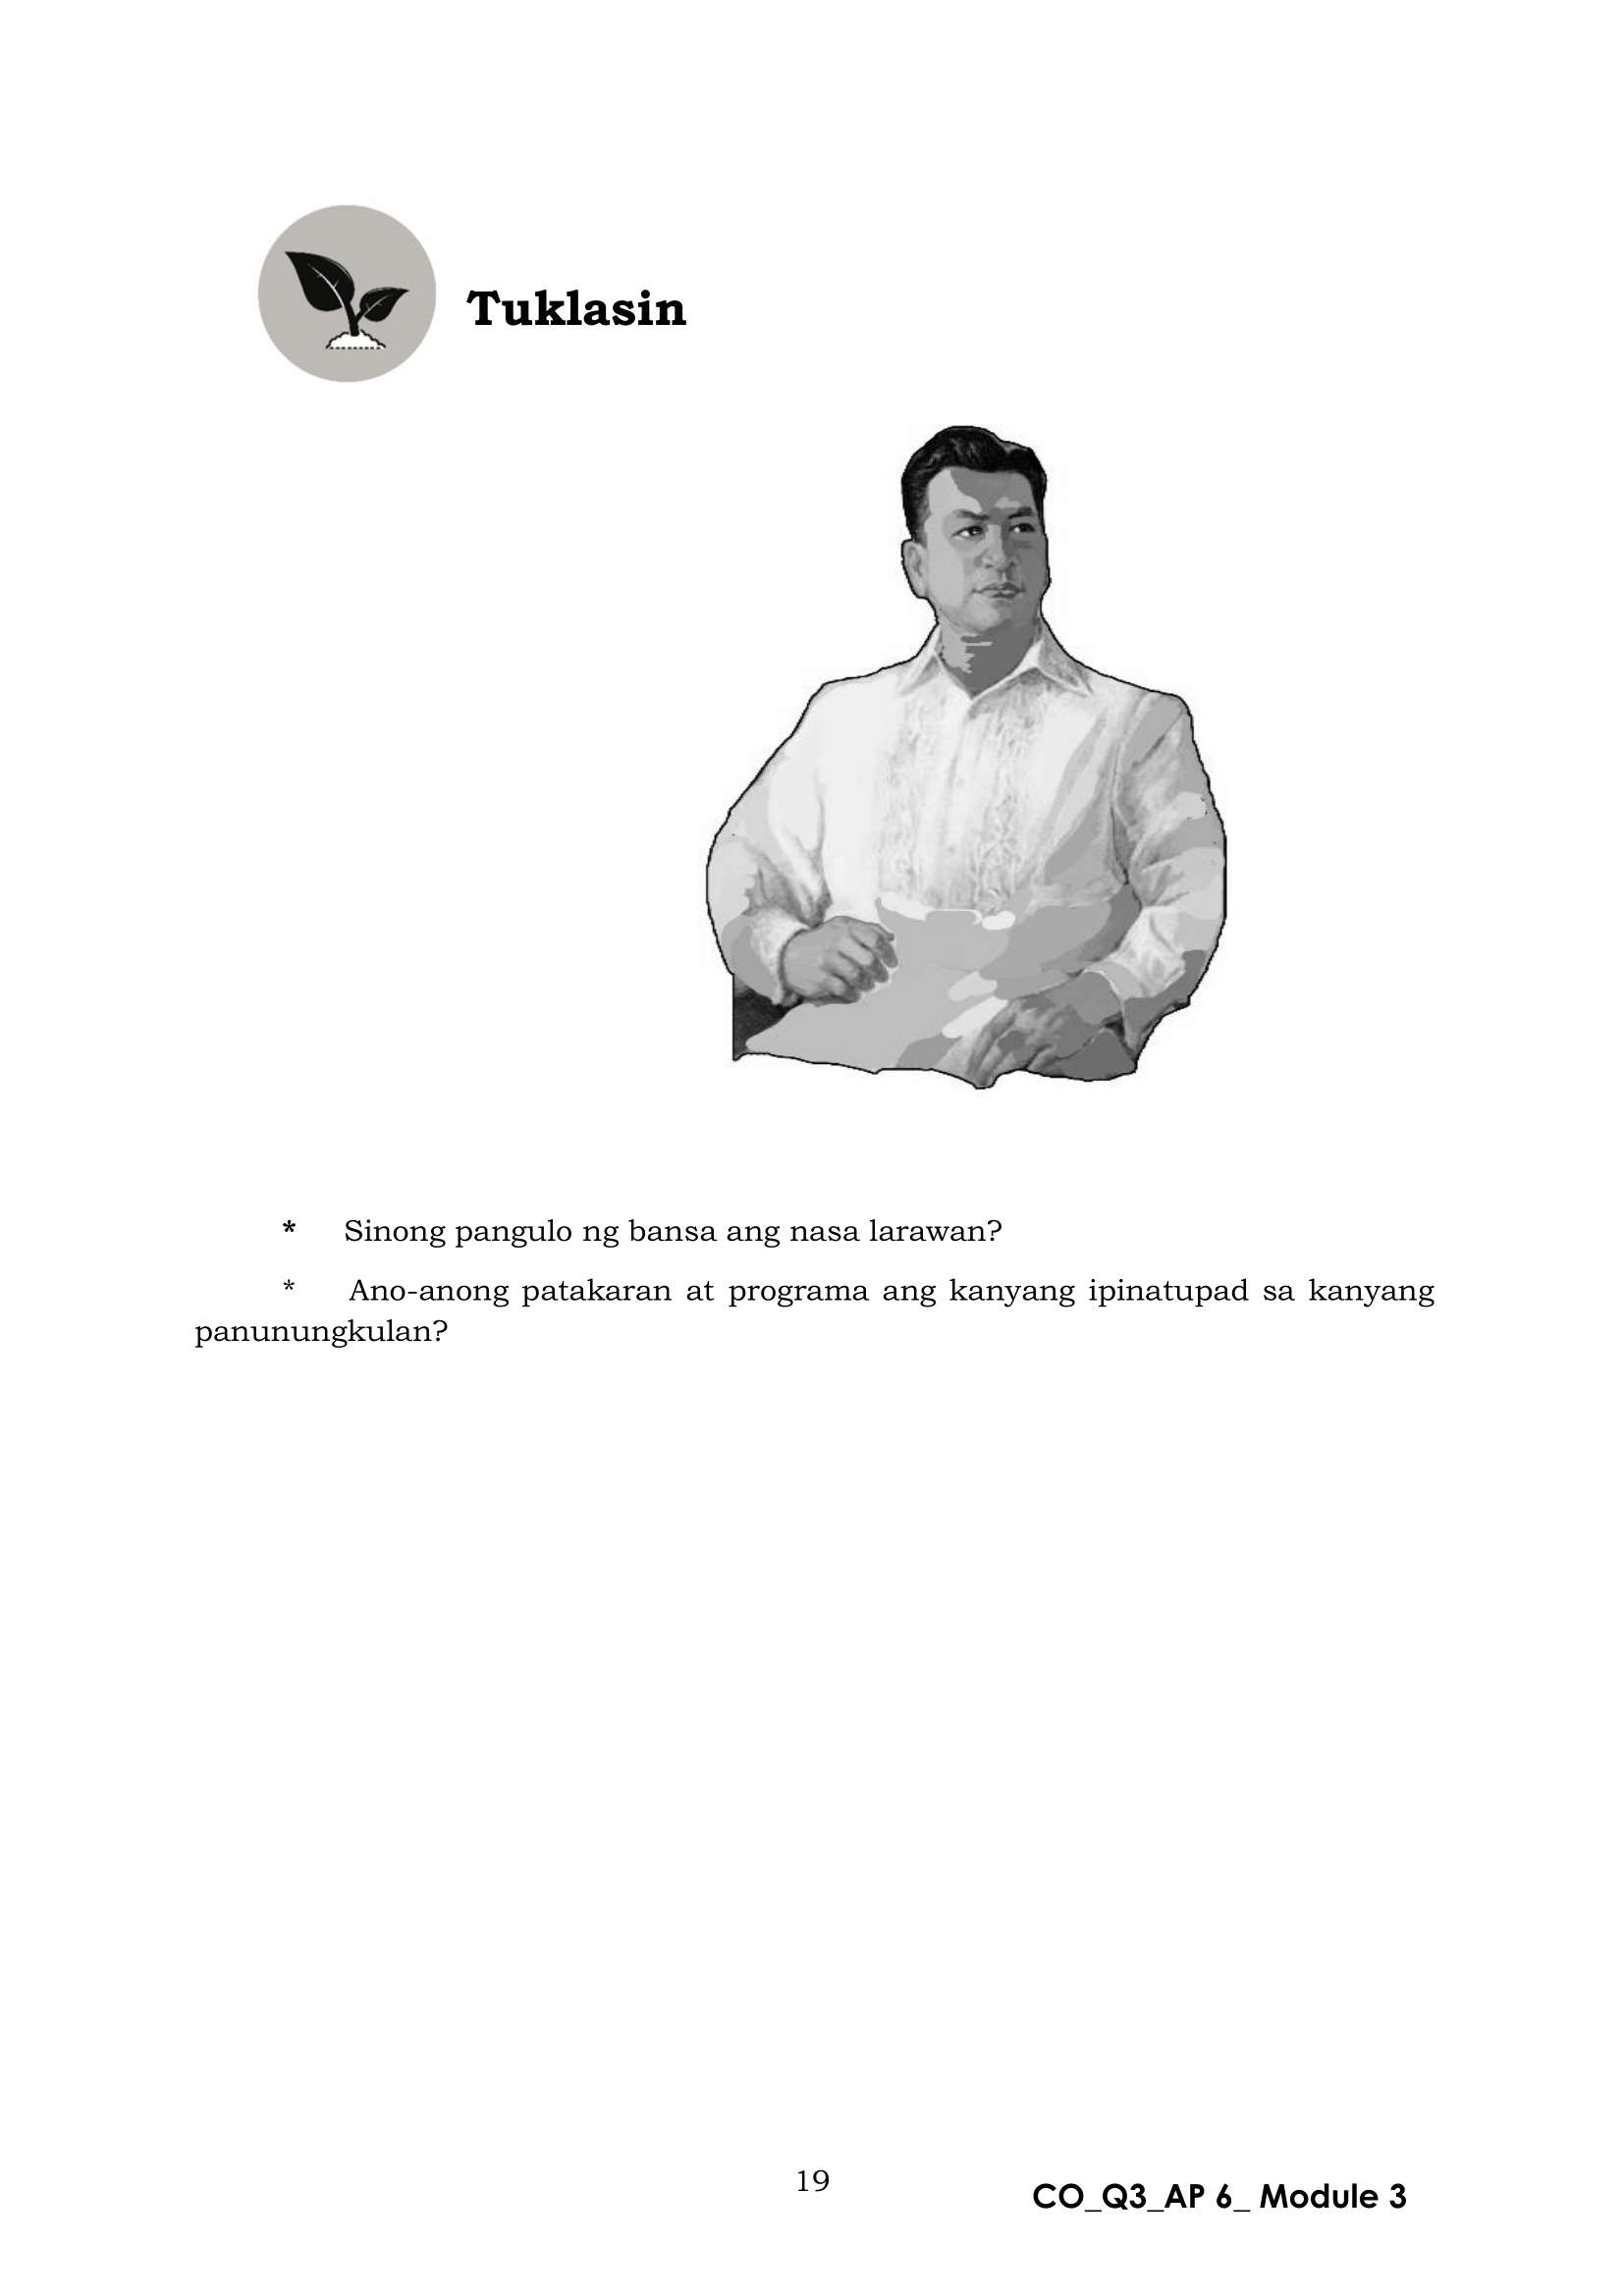 Tuklasin
* Sinong pangulo ng bansa ang nasa larawan?
* Ano-anong patakaran at programa ang kanyang ipinatupad sa kanyang
panunungkulan?
19
CO_Q3_AP 6_ Module 3